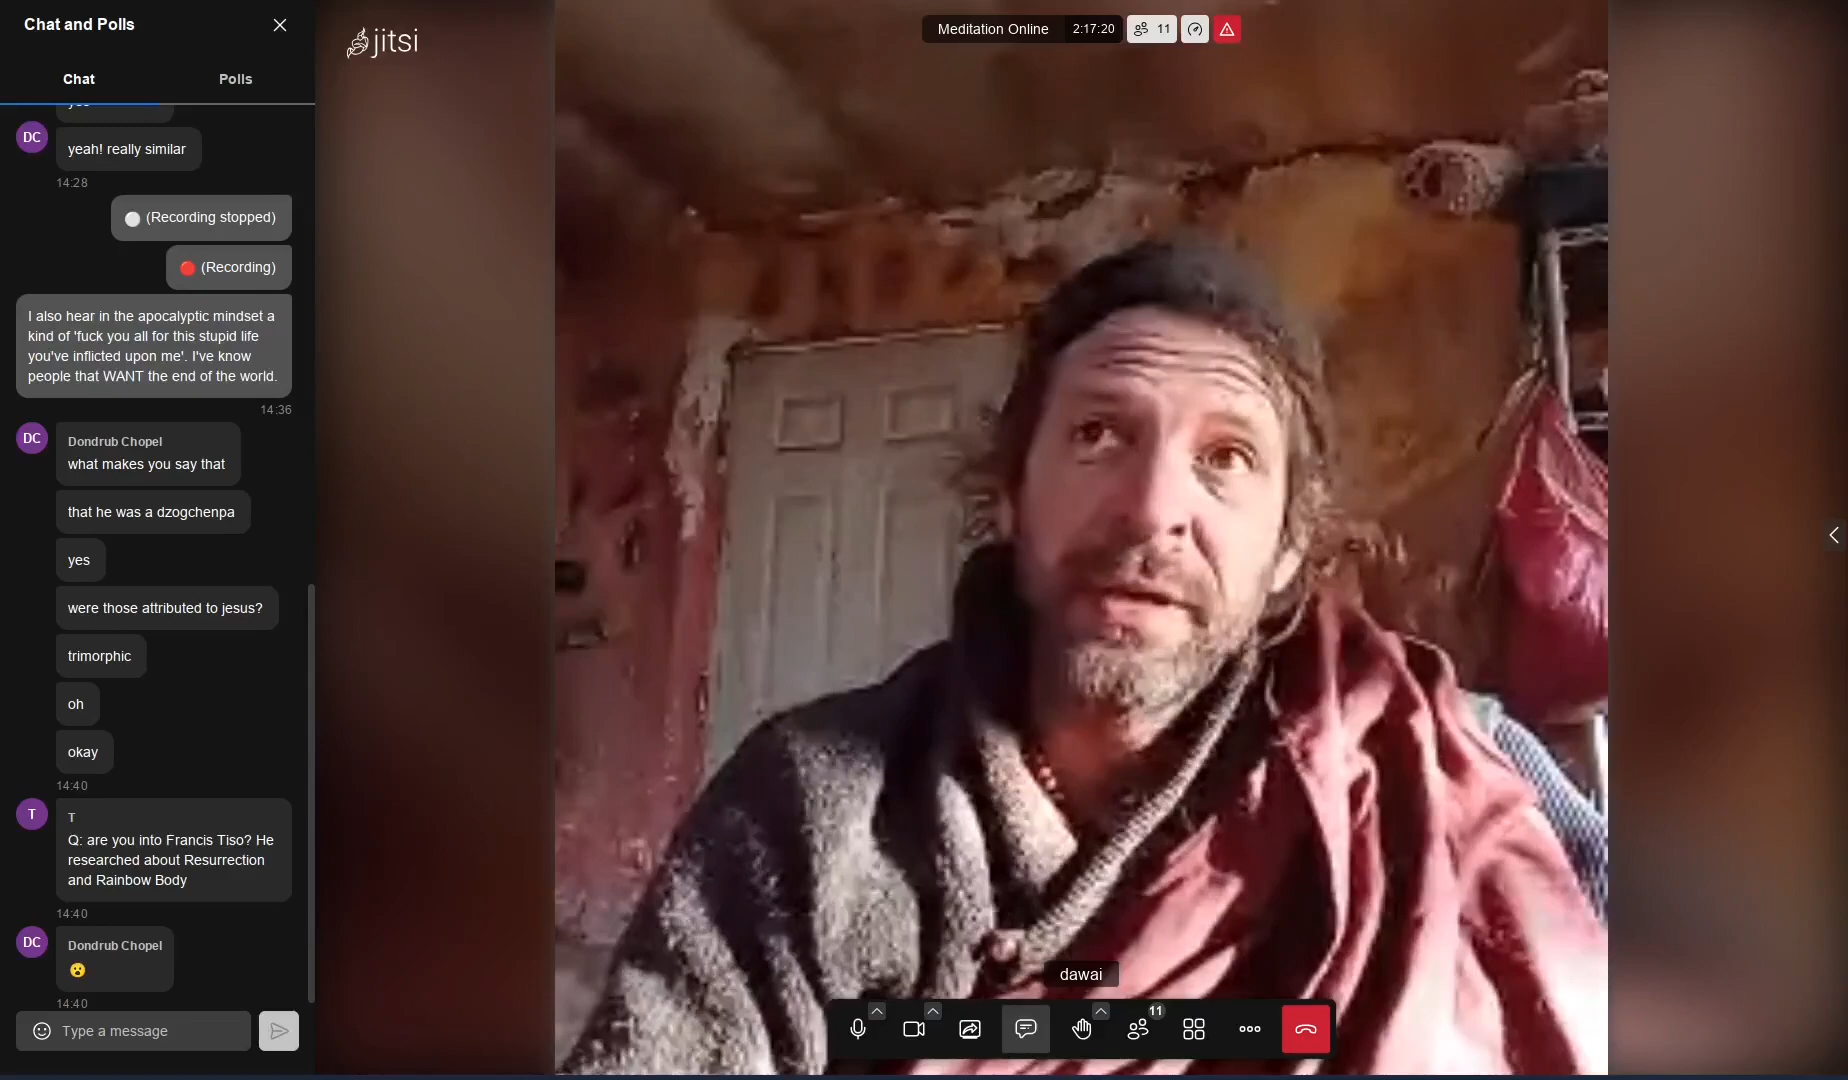 Chat and Polls
Chat
Polls
DC
yeah! really similar
14:28
(Recording stopped)
(Recording)
I also hear in the apocalyptic mindset a
kind of 'fuck you all for this stupid life
you've inflicted upon me'. I've know
people that WANT the end of the world.
14:36
DC
Dondrub Chopel
what makes you say that
that he was a dzogchenpa
yes
were those attributed to jesus?
trimorphic
oh
okay
14:40
T
T
Q: are you into Francis Tiso? He
researched about Resurrection
and Rainbow Body
14:40
DC
Dondrub Chopel
😮
14:40
Type a message
jitsi
Meditation Online
2:17:20
11
dawai
11